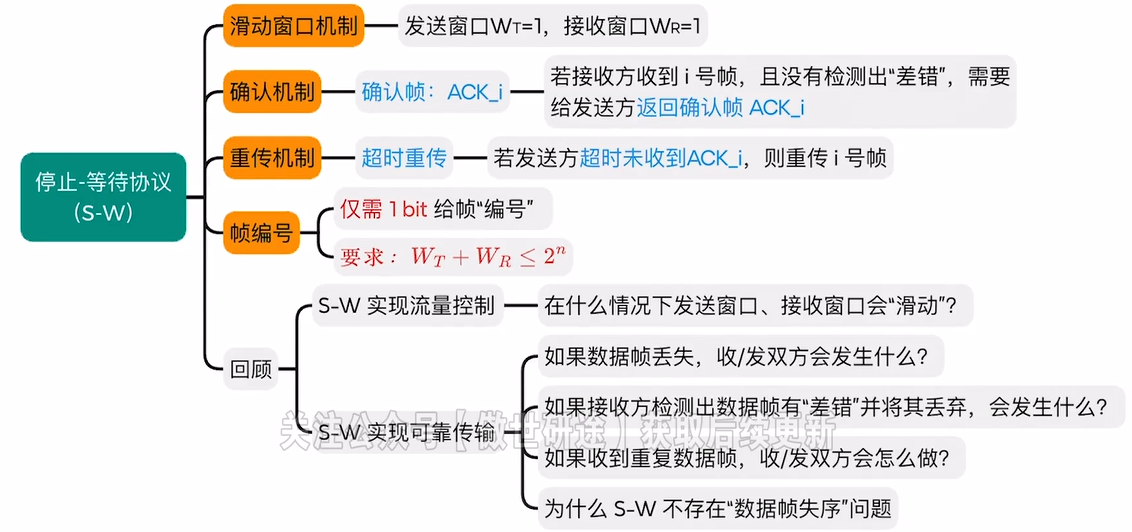 停止-等待协议
（S-W）
滑动窗口机制
发送窗口WT=1，接收窗口WR=1
确认机制
确认帧：ACK_i
若接收方收到 i 号帧，且没有检测出“差错”，需要
给发送方返回确认帧 ACK_i
重传机制
超时重传
若发送方超时未收到ACK_i，则重传 i 号帧
帧编号
仅需 1 bit 给帧“编号”
要求：W_T + W_R ≤ 2^n
回顾
S-W 实现流量控制
在什么情况下发送窗口、接收窗口会“滑动”？
S-W 实现可靠传输
如果数据帧丢失，收/发双方会发生什么？
如果接收方检测出数据帧有“差错”并将其丢弃，会发生什么？
如果收到重复数据帧，收/发双方会怎么做？
为什么 S-W 不存在“数据帧失序”问题
关注公众号【傲世研途】获取后续更新